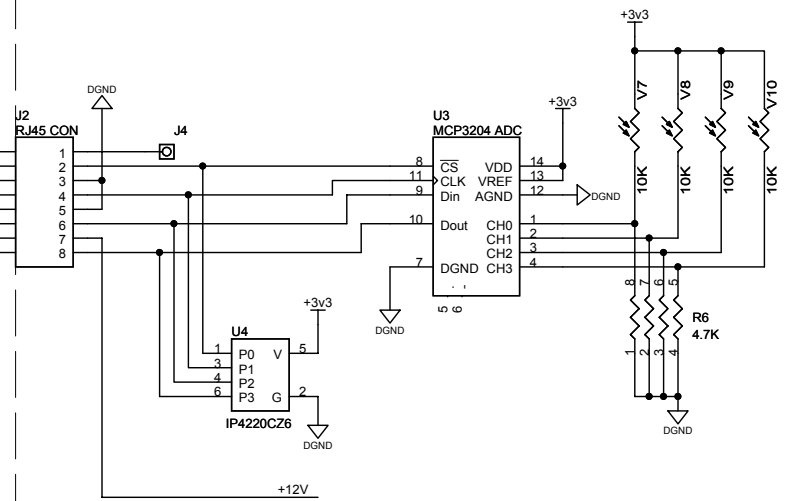 +3v3
V7
V8
V9
V10
10K
10K
10K
10K
DGND
J2
RJ45 CON
1
2
3
4
5
6
7
8
J4
U3
MCP3204 ADC
+3v3
8
11
9
10
7
CS
CLK
Din
Dout
DGND
VDD
VREF
AGND
CH0
CH1
CH2
CH3
14
13
12
1
2
3
4
DGND
5
6
DGND
8
7
6
5
R6
4.7K
1
2
3
4
DGND
+3v3
U4
1
3
4
6
P0
P1
P2
P3
V
G
5
2
IP4220CZ6
DGND
+12V